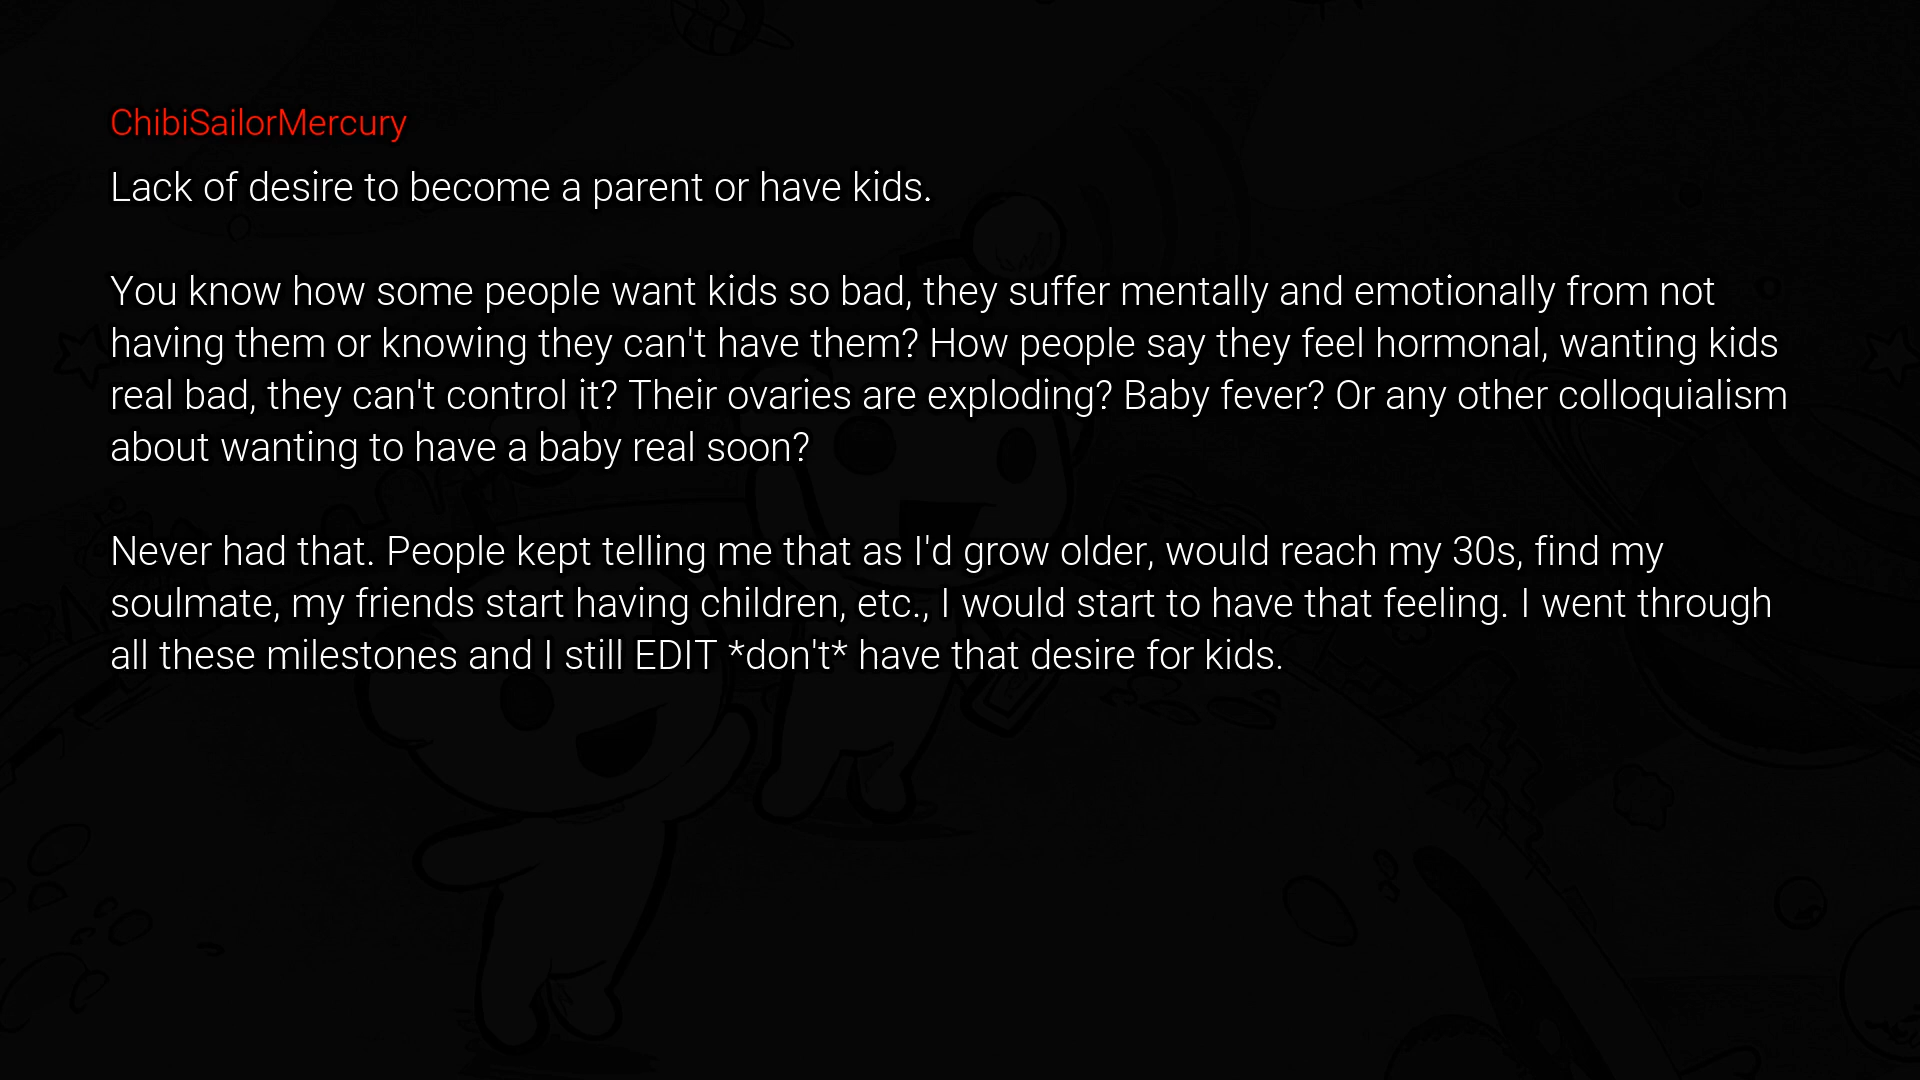 ChibiSailorMercury
Lack of desire to become a parent or have kids.
You know how some people want kids so bad, they suffer mentally and emotionally from not
having them or knowing they can't have them? How people say they feel hormonal, wanting kids
real bad, they can't control it? Their ovaries are exploding? Baby fever? Or any other colloquialism
about wanting to have a baby real soon?
Never had that. People kept telling me that as I'd grow older, would reach my 30s, find my
soulmate, my friends start having children, etc., I would start to have that feeling. I went through
all these milestones and I still EDIT *don't* have that desire for kids.